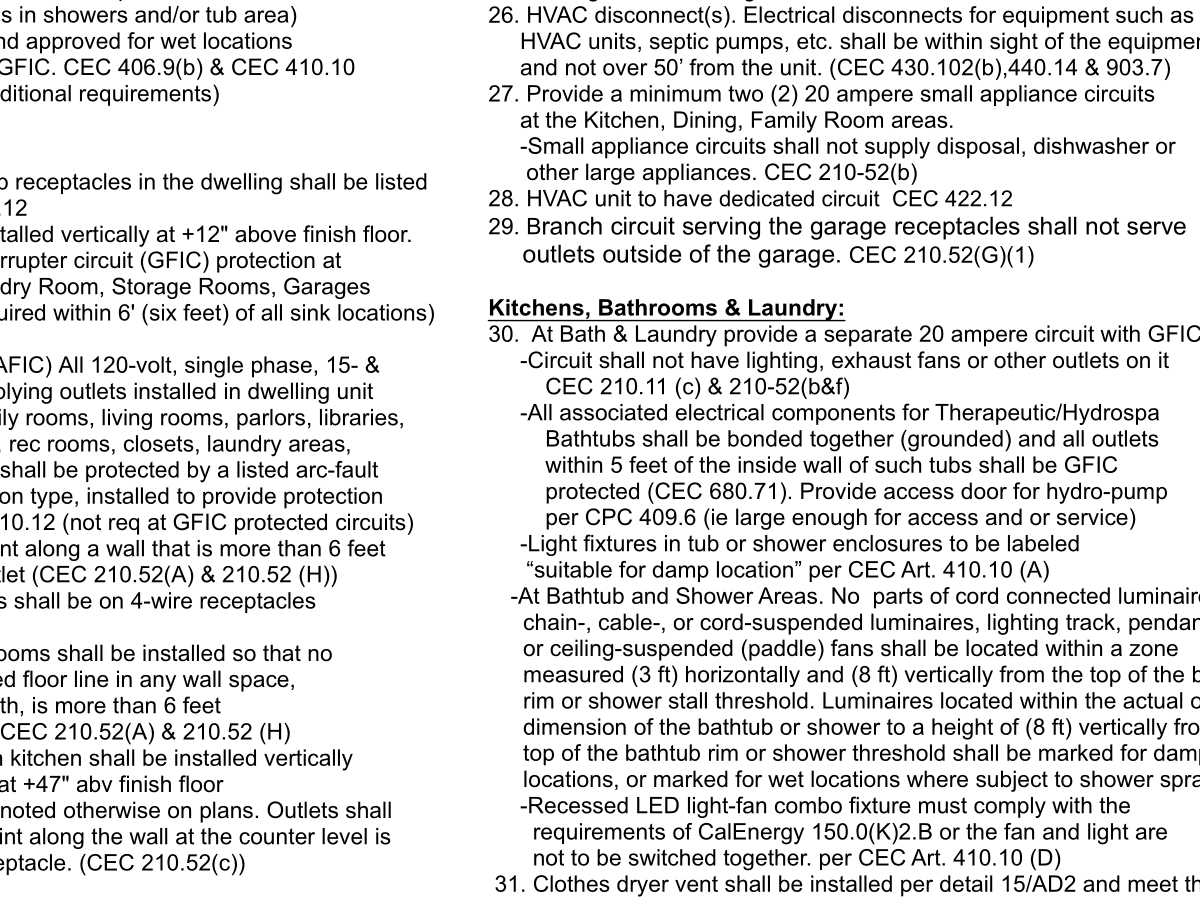 s in showers and/or tub area)
nd approved for wet locations
GFIC. CEC 406.9(b) & CEC 410.10
ditional requirements)
receptacles in the dwelling shall be listed
.12
talled vertically at +12" above finish floor.
rrupter circuit (GFIC) protection at
dry Room, Storage Rooms, Garages
uired within 6' (six feet) of all sink locations)
AFIC) All 120-volt, single phase, 15- &
plying outlets installed in dwelling unit
ily rooms, living rooms, parlors, libraries,
, rec rooms, closets, laundry areas,
shall be protected by a listed arc-fault
on type, installed to provide protection
10.12 (not req at GFIC protected circuits)
nt along a wall that is more than 6 feet
tlet (CEC 210.52(A) & 210.52 (H))
s shall be on 4-wire receptacles
ooms shall be installed so that no
ed floor line in any wall space,
th, is more than 6 feet
CEC 210.52(A) & 210.52 (H)
kitchen shall be installed vertically
at +47" abv finish floor
noted otherwise on plans. Outlets shall
int along the wall at the counter level is
eptacle. (CEC 210.52(c))
26. HVAC disconnect(s). Electrical disconnects for equipment such as
HVAC units, septic pumps, etc. shall be within sight of the equipmen
and not over 50’ from the unit. (CEC 430.102(b),440.14 & 903.7)
27. Provide a minimum two (2) 20 ampere small appliance circuits
at the Kitchen, Dining, Family Room areas.
-Small appliance circuits shall not supply disposal, dishwasher or
other large appliances. CEC 210-52(b)
28. HVAC unit to have dedicated circuit  CEC 422.12
29. Branch circuit serving the garage receptacles shall not serve
outlets outside of the garage. CEC 210.52(G)(1)
Kitchens, Bathrooms & Laundry:
30.  At Bath & Laundry provide a separate 20 ampere circuit with GFIC
-Circuit shall not have lighting, exhaust fans or other outlets on it
CEC 210.11 (c) & 210-52(b&f)
-All associated electrical components for Therapeutic/Hydrospa
Bathtubs shall be bonded together (grounded) and all outlets
within 5 feet of the inside wall of such tubs shall be GFIC
protected (CEC 680.71). Provide access door for hydro-pump
per CPC 409.6 (ie large enough for access and or service)
-Light fixtures in tub or shower enclosures to be labeled
“suitable for damp location” per CEC Art. 410.10 (A)
-At Bathtub and Shower Areas. No  parts of cord connected luminaire
chain-, cable-, or cord-suspended luminaires, lighting track, pendan
or ceiling-suspended (paddle) fans shall be located within a zone
measured (3 ft) horizontally and (8 ft) vertically from the top of the b
rim or shower stall threshold. Luminaires located within the actual o
dimension of the bathtub or shower to a height of (8 ft) vertically fro
top of the bathtub rim or shower threshold shall be marked for damp
locations, or marked for wet locations where subject to shower spra
-Recessed LED light-fan combo fixture must comply with the
requirements of CalEnergy 150.0(K)2.B or the fan and light are
not to be switched together. per CEC Art. 410.10 (D)
31. Clothes dryer vent shall be installed per detail 15/AD2 and meet th